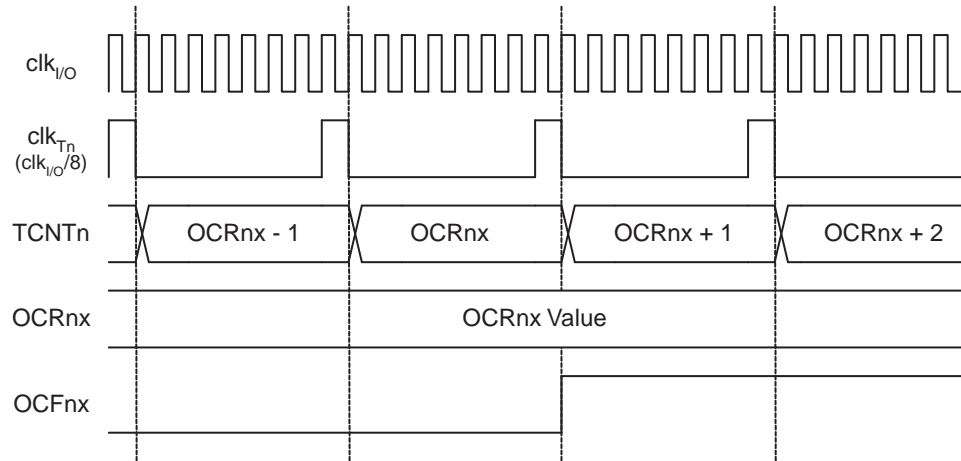 clkI/O
clkTn
(clkI/O/8)
TCNTn OCRnx - 1 OCRnx OCRnx + 1 OCRnx + 2
OCRnx OCRnx Value
OCFnx